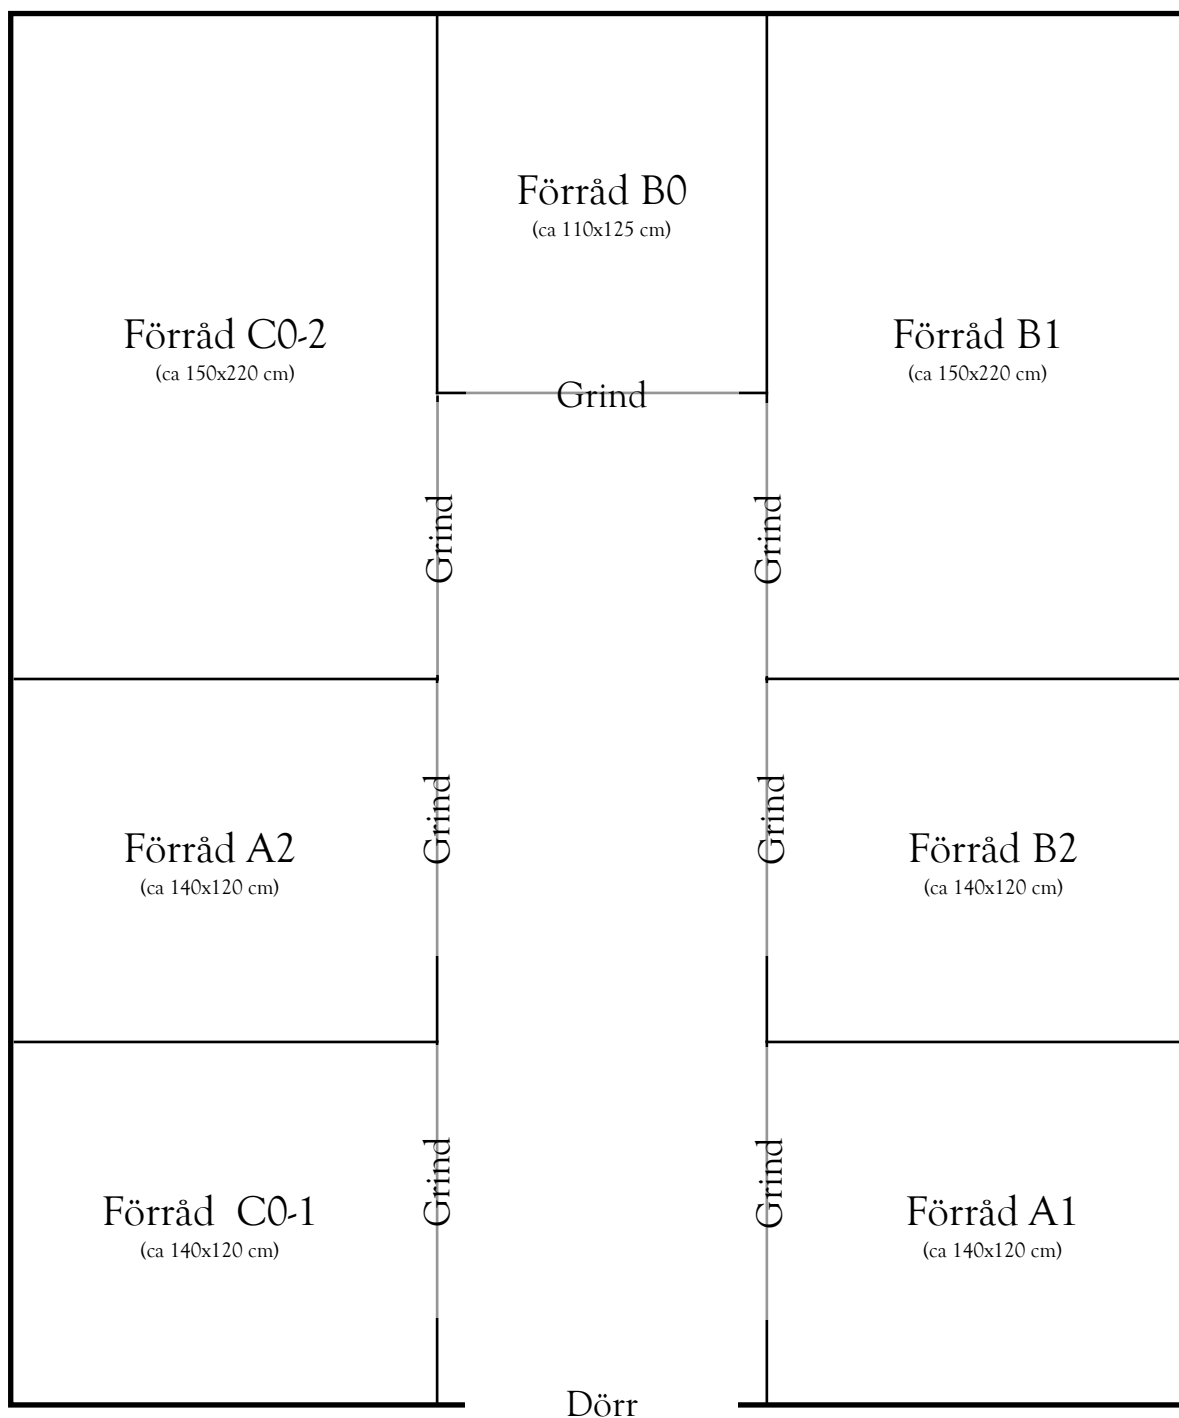 Förråd B0
(ca 110x125 cm)
Förråd C0-2
(ca 150x220 cm)
Förråd B1
(ca 150x220 cm)
Grind
Grind
Grind
Grind
Grind
Förråd A2
(ca 140x120 cm)
Förråd B2
(ca 140x120 cm)
Grind
Grind
Förråd  C0-1
(ca 140x120 cm)
Förråd A1
(ca 140x120 cm)
Dörr